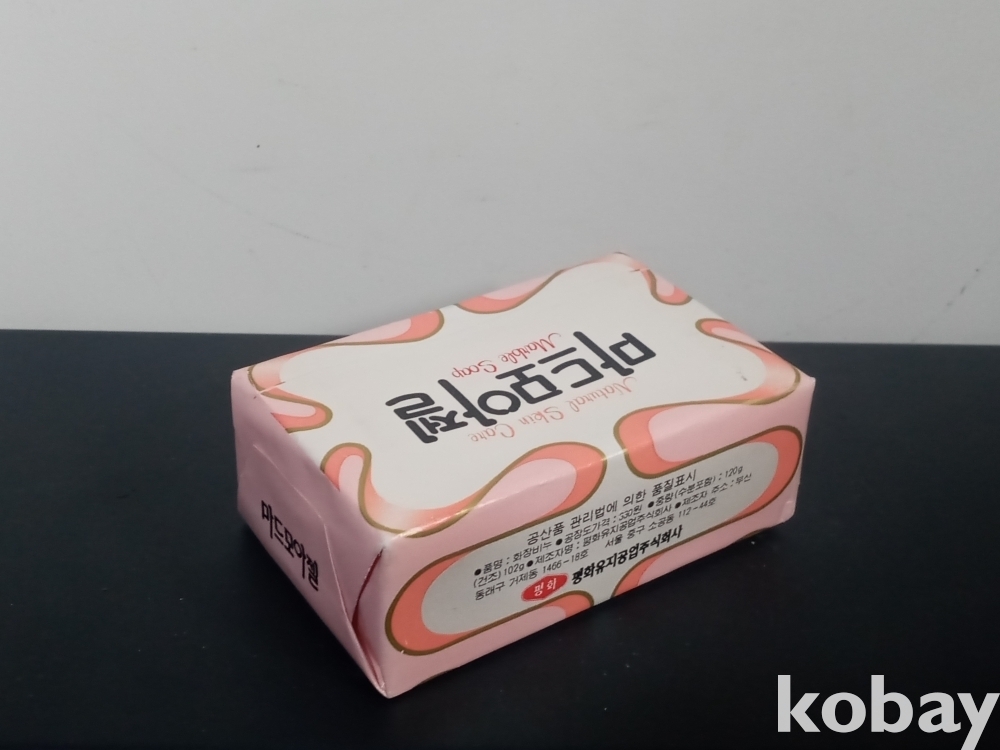 Natural Skin Care
마드모아젤
Marble Soap
마드모아젤
공산품 관리법에 의한 품질표시
●품명 : 화장비누 ●공장도가격 : 330원 ●중량(수분포함) : 120g
(건조) 102g ●제조자명 : 평화유지공업주식회사 ●제조자 주소 : 부산
동래구 거제동 1466-18호 서울 중구 소공동 112-44호
평화 평화유지공업주식회사
kobay